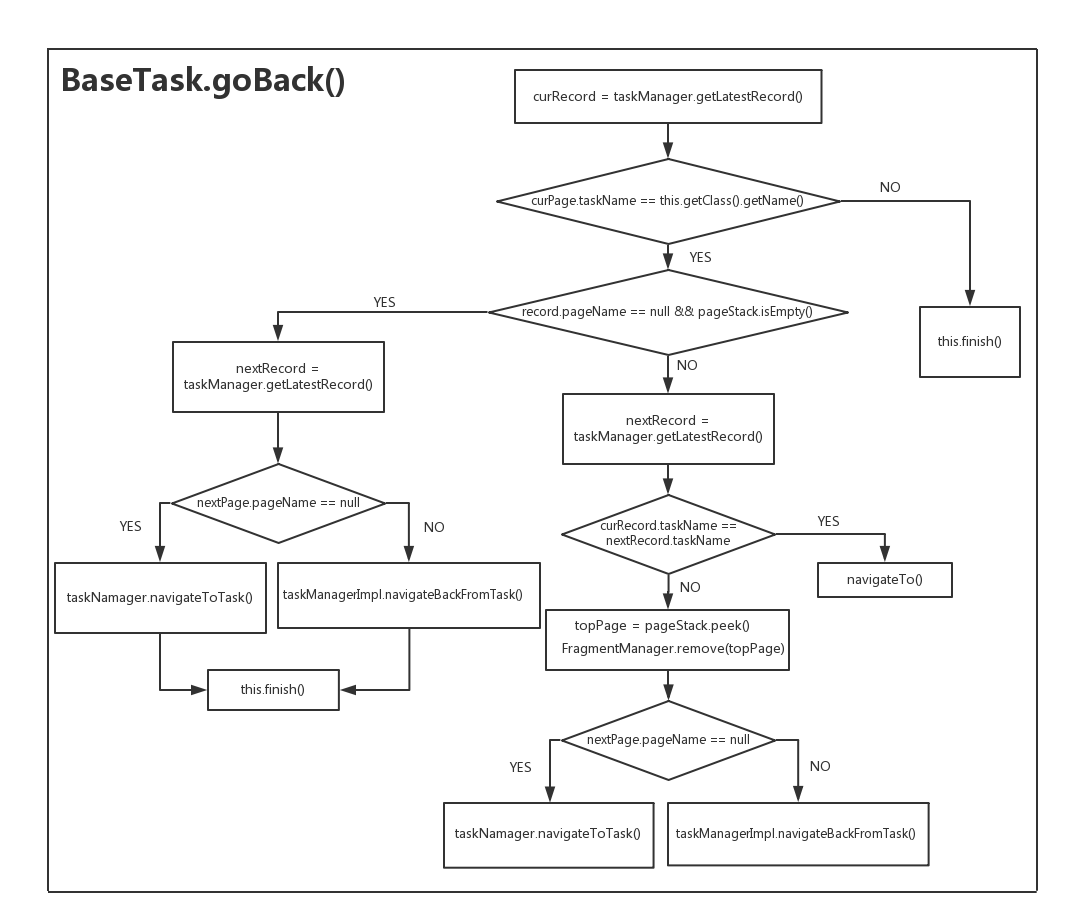 BaseTask.goBack()
curRecord = taskManager.getLatestRecord()
curPage.taskName == this.getClass().getName()
NO
YES
this.finish()
record.pageName == null && pageStack.isEmpty()
YES
NO
nextRecord =
taskManager.getLatestRecord()
nextRecord =
taskManager.getLatestRecord()
nextPage.pageName == null
YES
NO
taskNamager.navigateToTask()
taskManagerImpl.navigateBackFromTask()
this.finish()
curRecord.taskName ==
nextRecord.taskName
YES
navigateTo()
NO
topPage = pageStack.peek()
FragmentManager.remove(topPage)
nextPage.pageName == null
YES
NO
taskNamager.navigateToTask()
taskManagerImpl.navigateBackFromTask()